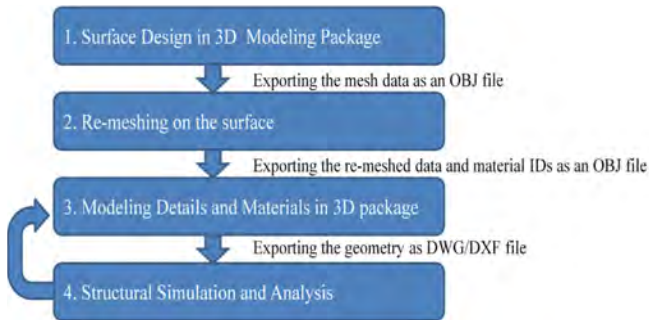 1. Surface Design in 3D Modeling Package
Exporting the mesh data as an OBJ file
2. Re-meshing on the surface
Exporting the re-meshed data and material IDs as an OBJ file
3. Modeling Details and Materials in 3D package
Exporting the geometry as DWG/DXF file
4. Structural Simulation and Analysis